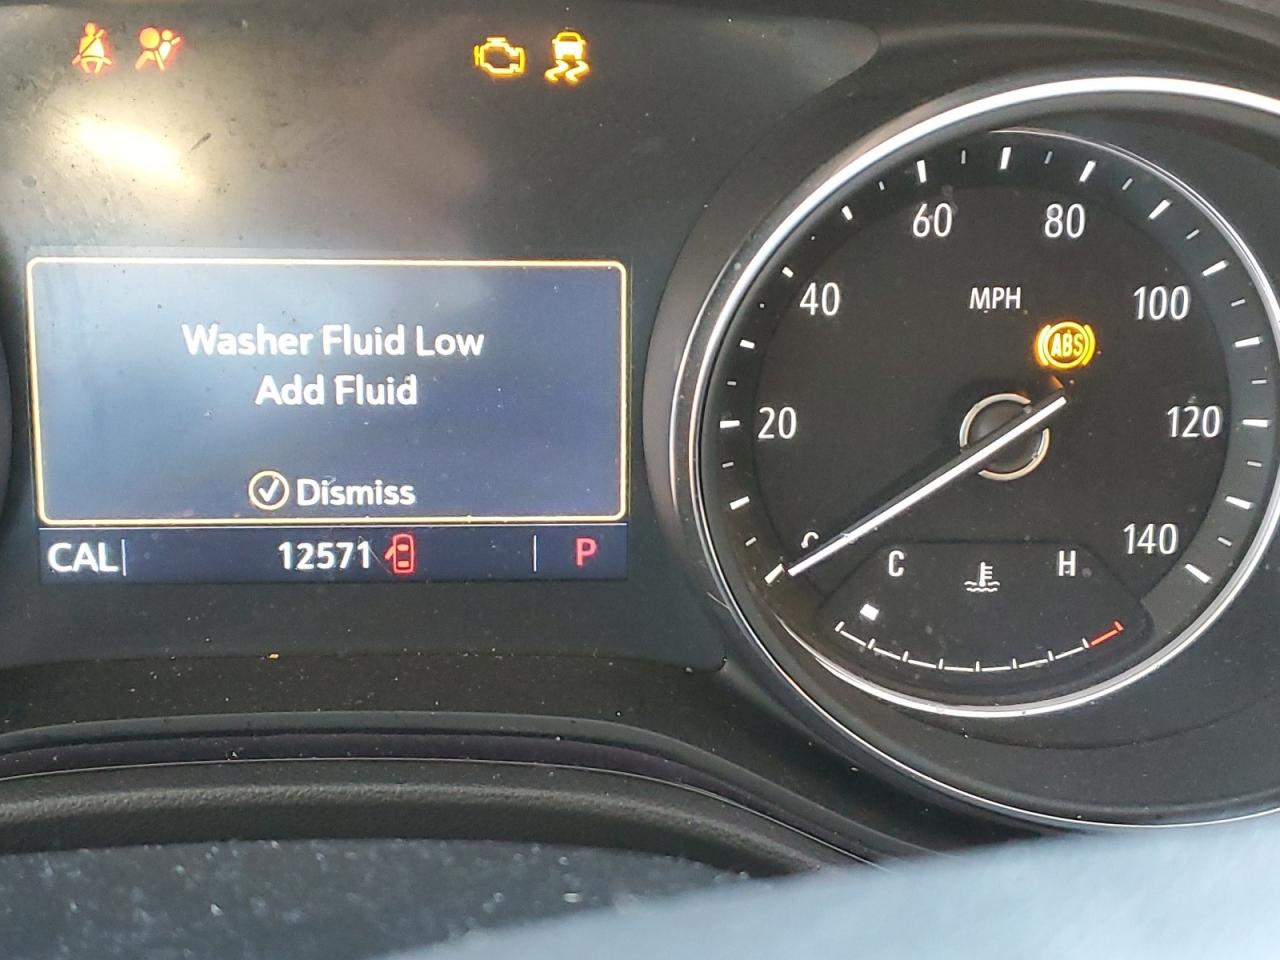 Washer Fluid Low
Add Fluid
Dismiss
CAL 12571 P
20
40
60
80
100
120
140
MPH
ABS
C H